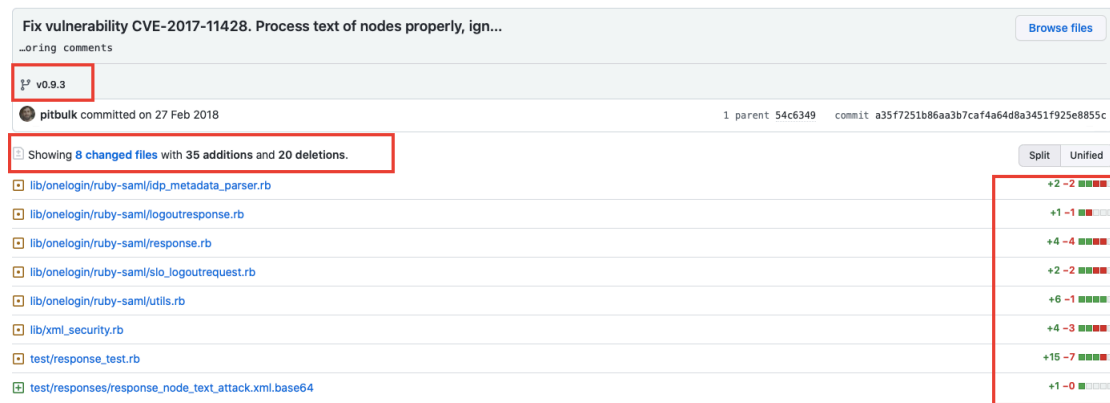 Fix vulnerability CVE-2017-11428. Process text of nodes properly, ign...
Browse files
…oring comments
v0.9.3
pitbulk committed on 27 Feb 2018
1 parent 54c6349 commit a35f7251b86aa3b7caf4a64d8a3451f925e8855c
Showing 8 changed files with 35 additions and 20 deletions.
Split Unified
lib/onelogin/ruby-saml/idp_metadata_parser.rb +2 −2
lib/onelogin/ruby-saml/logoutresponse.rb +1 −1
lib/onelogin/ruby-saml/response.rb +4 −4
lib/onelogin/ruby-saml/slo_logoutrequest.rb +2 −2
lib/onelogin/ruby-saml/utils.rb +6 −1
lib/xml_security.rb +4 −3
test/response_test.rb +15 −7
test/responses/response_node_text_attack.xml.base64 +1 −0